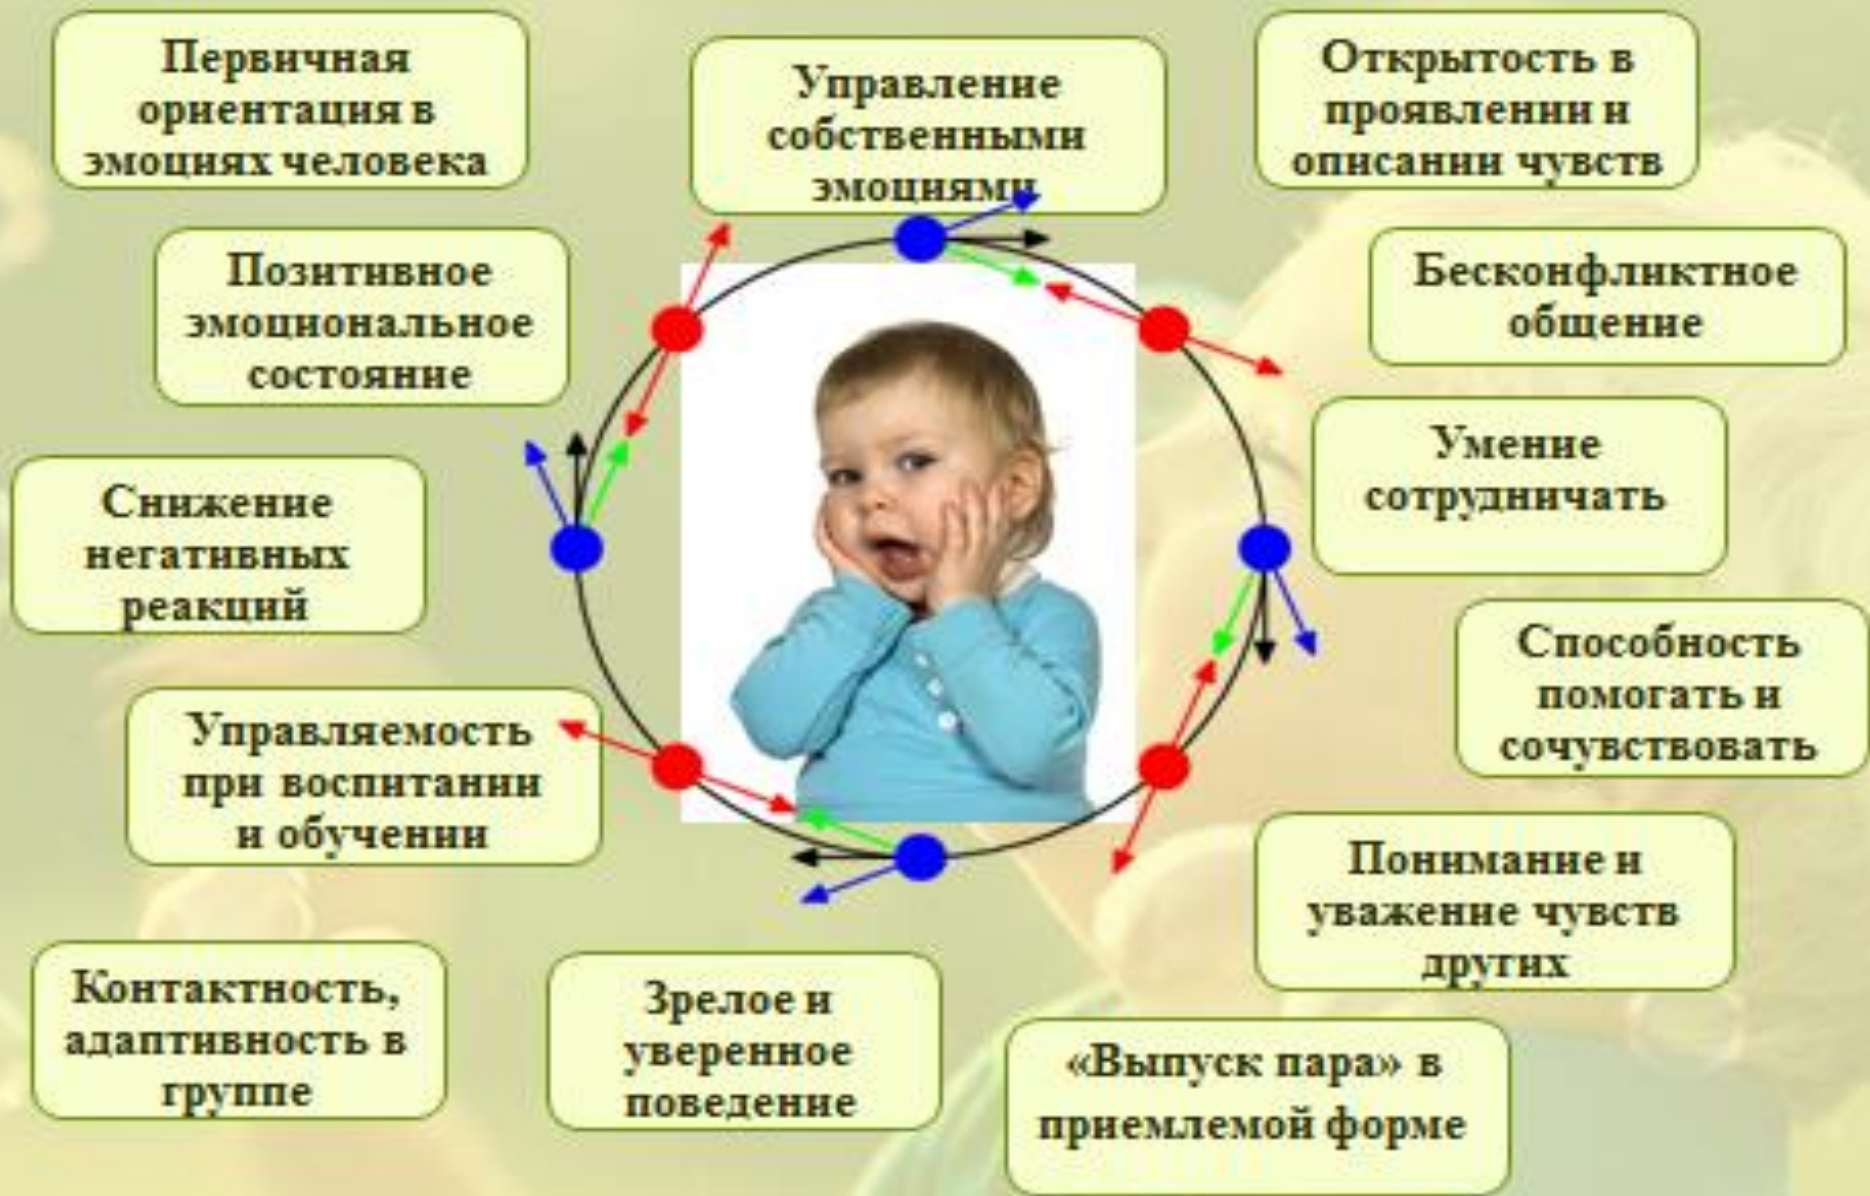 Первичная
ориентация в
эмоциях человека
Управление
собственными
эмоциями
Открытость в
проявлении и
описании чувств
Позитивное
эмоциональное
состояние
Бесконфликтное
общение
Снижение
негативных
реакций
Умение
сотрудничать
Управляемость
при воспитании
и обучении
Способность
помогать и
сочувствовать
Понимание и
уважение чувств
других
Контактность,
адаптивность в
группе
Зрелое и
уверенное
поведение
«Выпуск пара» в
приемлемой форме